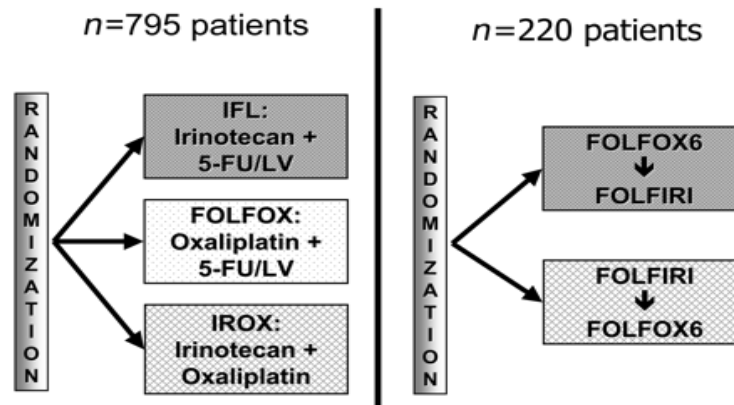 n=795 patients
RANDOMIZATION
IFL:
Irinotecan +
5-FU/LV
FOLFOX:
Oxaliplatin +
5-FU/LV
IROX:
Irinotecan +
Oxaliplatin
n=220 patients
RANDOMIZATION
FOLFOX6
FOLFIRI
FOLFIRI
FOLFOX6